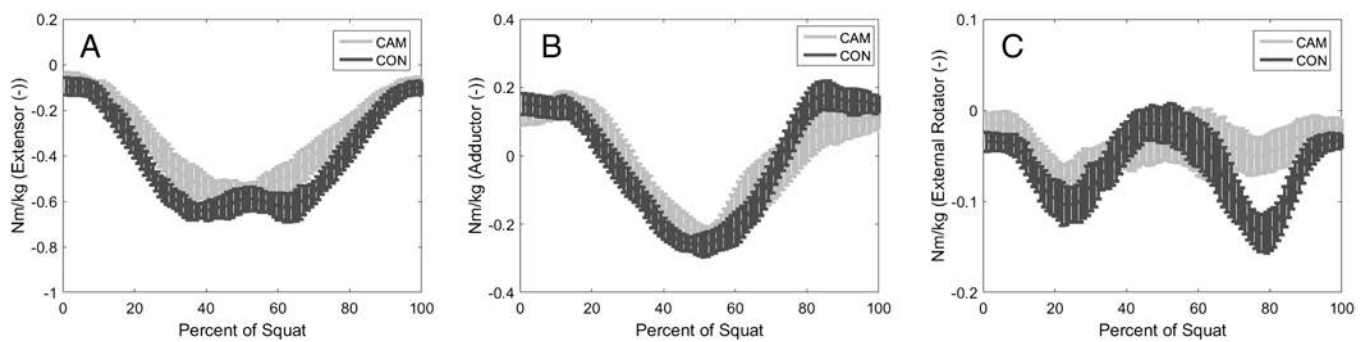 A
CAM
CON
Nm/kg (Extensor (-))
0.2
0
-0.2
-0.4
-0.6
-0.8
-1
0 20 40 60 80 100
Percent of Squat
B
CAM
CON
Nm/kg (Adductor (-))
0.4
0.2
0
-0.2
-0.4
0 20 40 60 80 100
Percent of Squat
C
CAM
CON
Nm/kg (External Rotator (-))
0.1
0
-0.1
-0.2
0 20 40 60 80 100
Percent of Squat